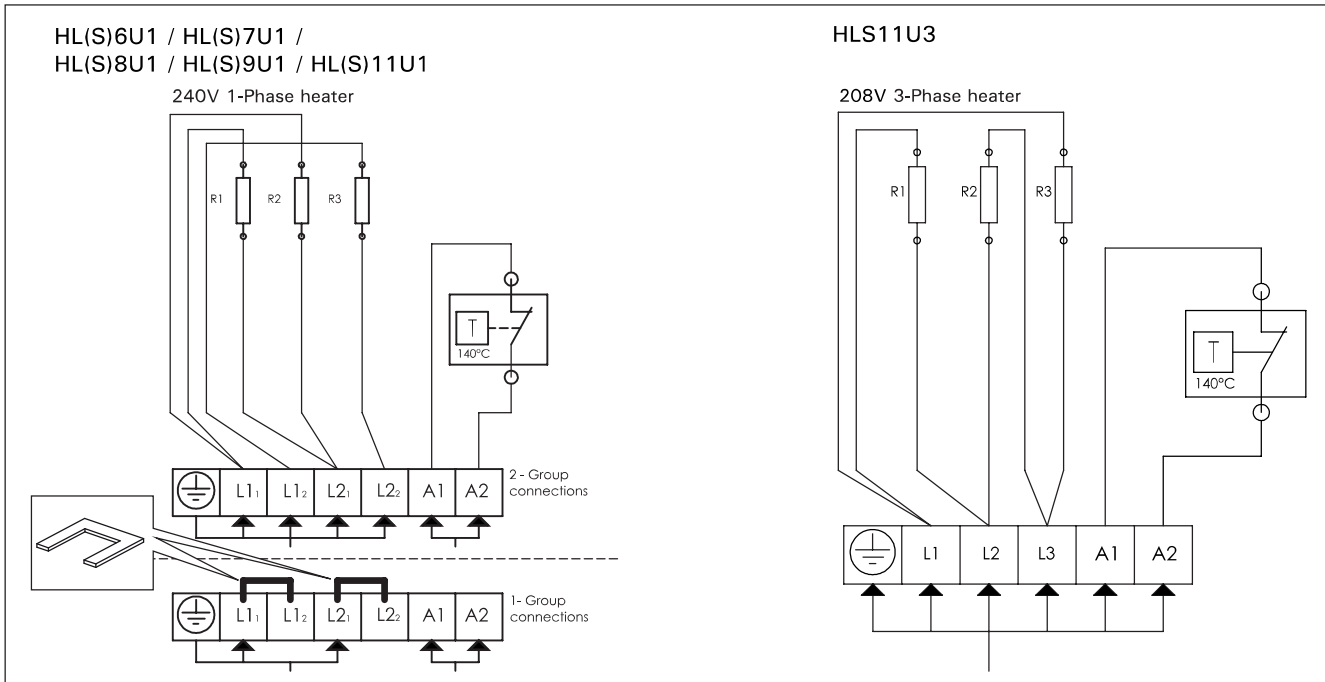 HL(S)6U1 / HL(S)7U1 /
HL(S)8U1 / HL(S)9U1 / HL(S)11U1
240V 1-Phase heater
R1 R2 R3
T
140°C
L1₁ L1₂ L2₁ L2₂ A1 A2
2- Group
connections
L1₁ L1₂ L2₁ L2₂ A1 A2
1- Group
connections
HLS11U3
208V 3-Phase heater
R1 R2 R3
T
140°C
L1 L2 L3 A1 A2